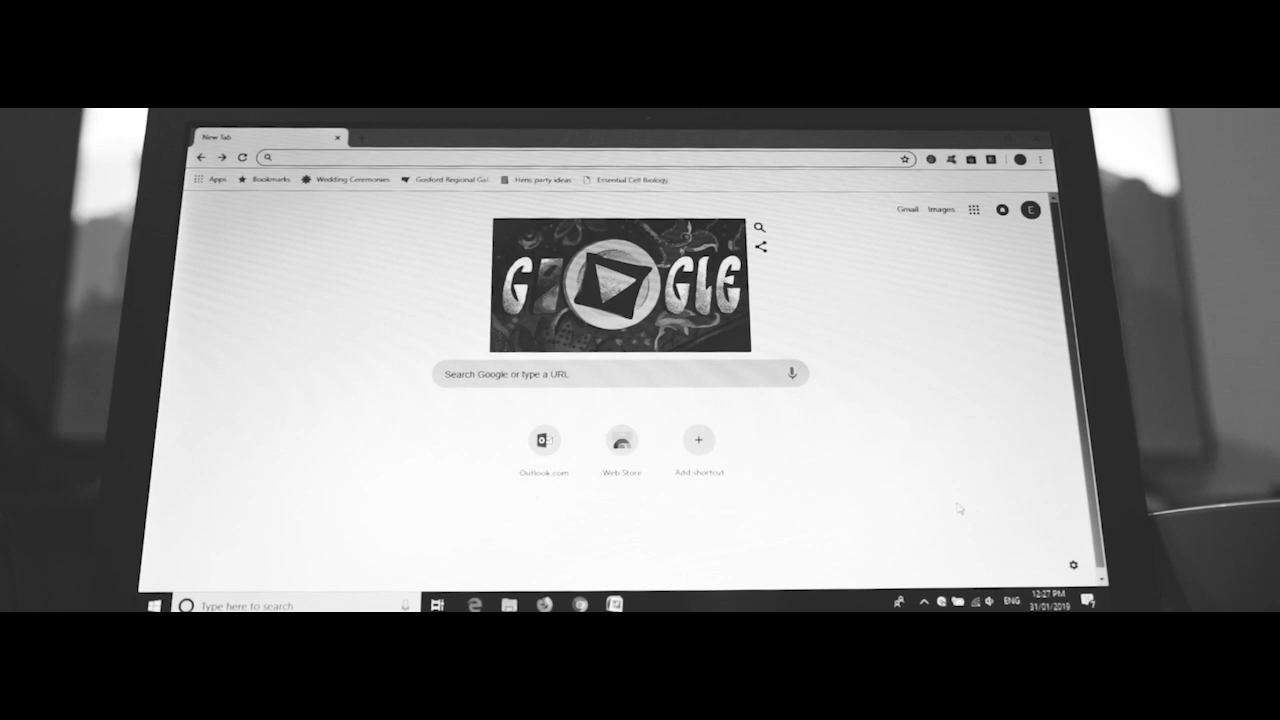 New Tab
Apps Bookmarks Wedding Ceremonies Gosford Regional Gal Hens party ideas Essential Cell Biology
Gmail Images E
GOOGLE
Search Google or type a URL
Outlook.com Web Store Add shortcut
Type here to search ENG 12:27 PM
31/01/2019